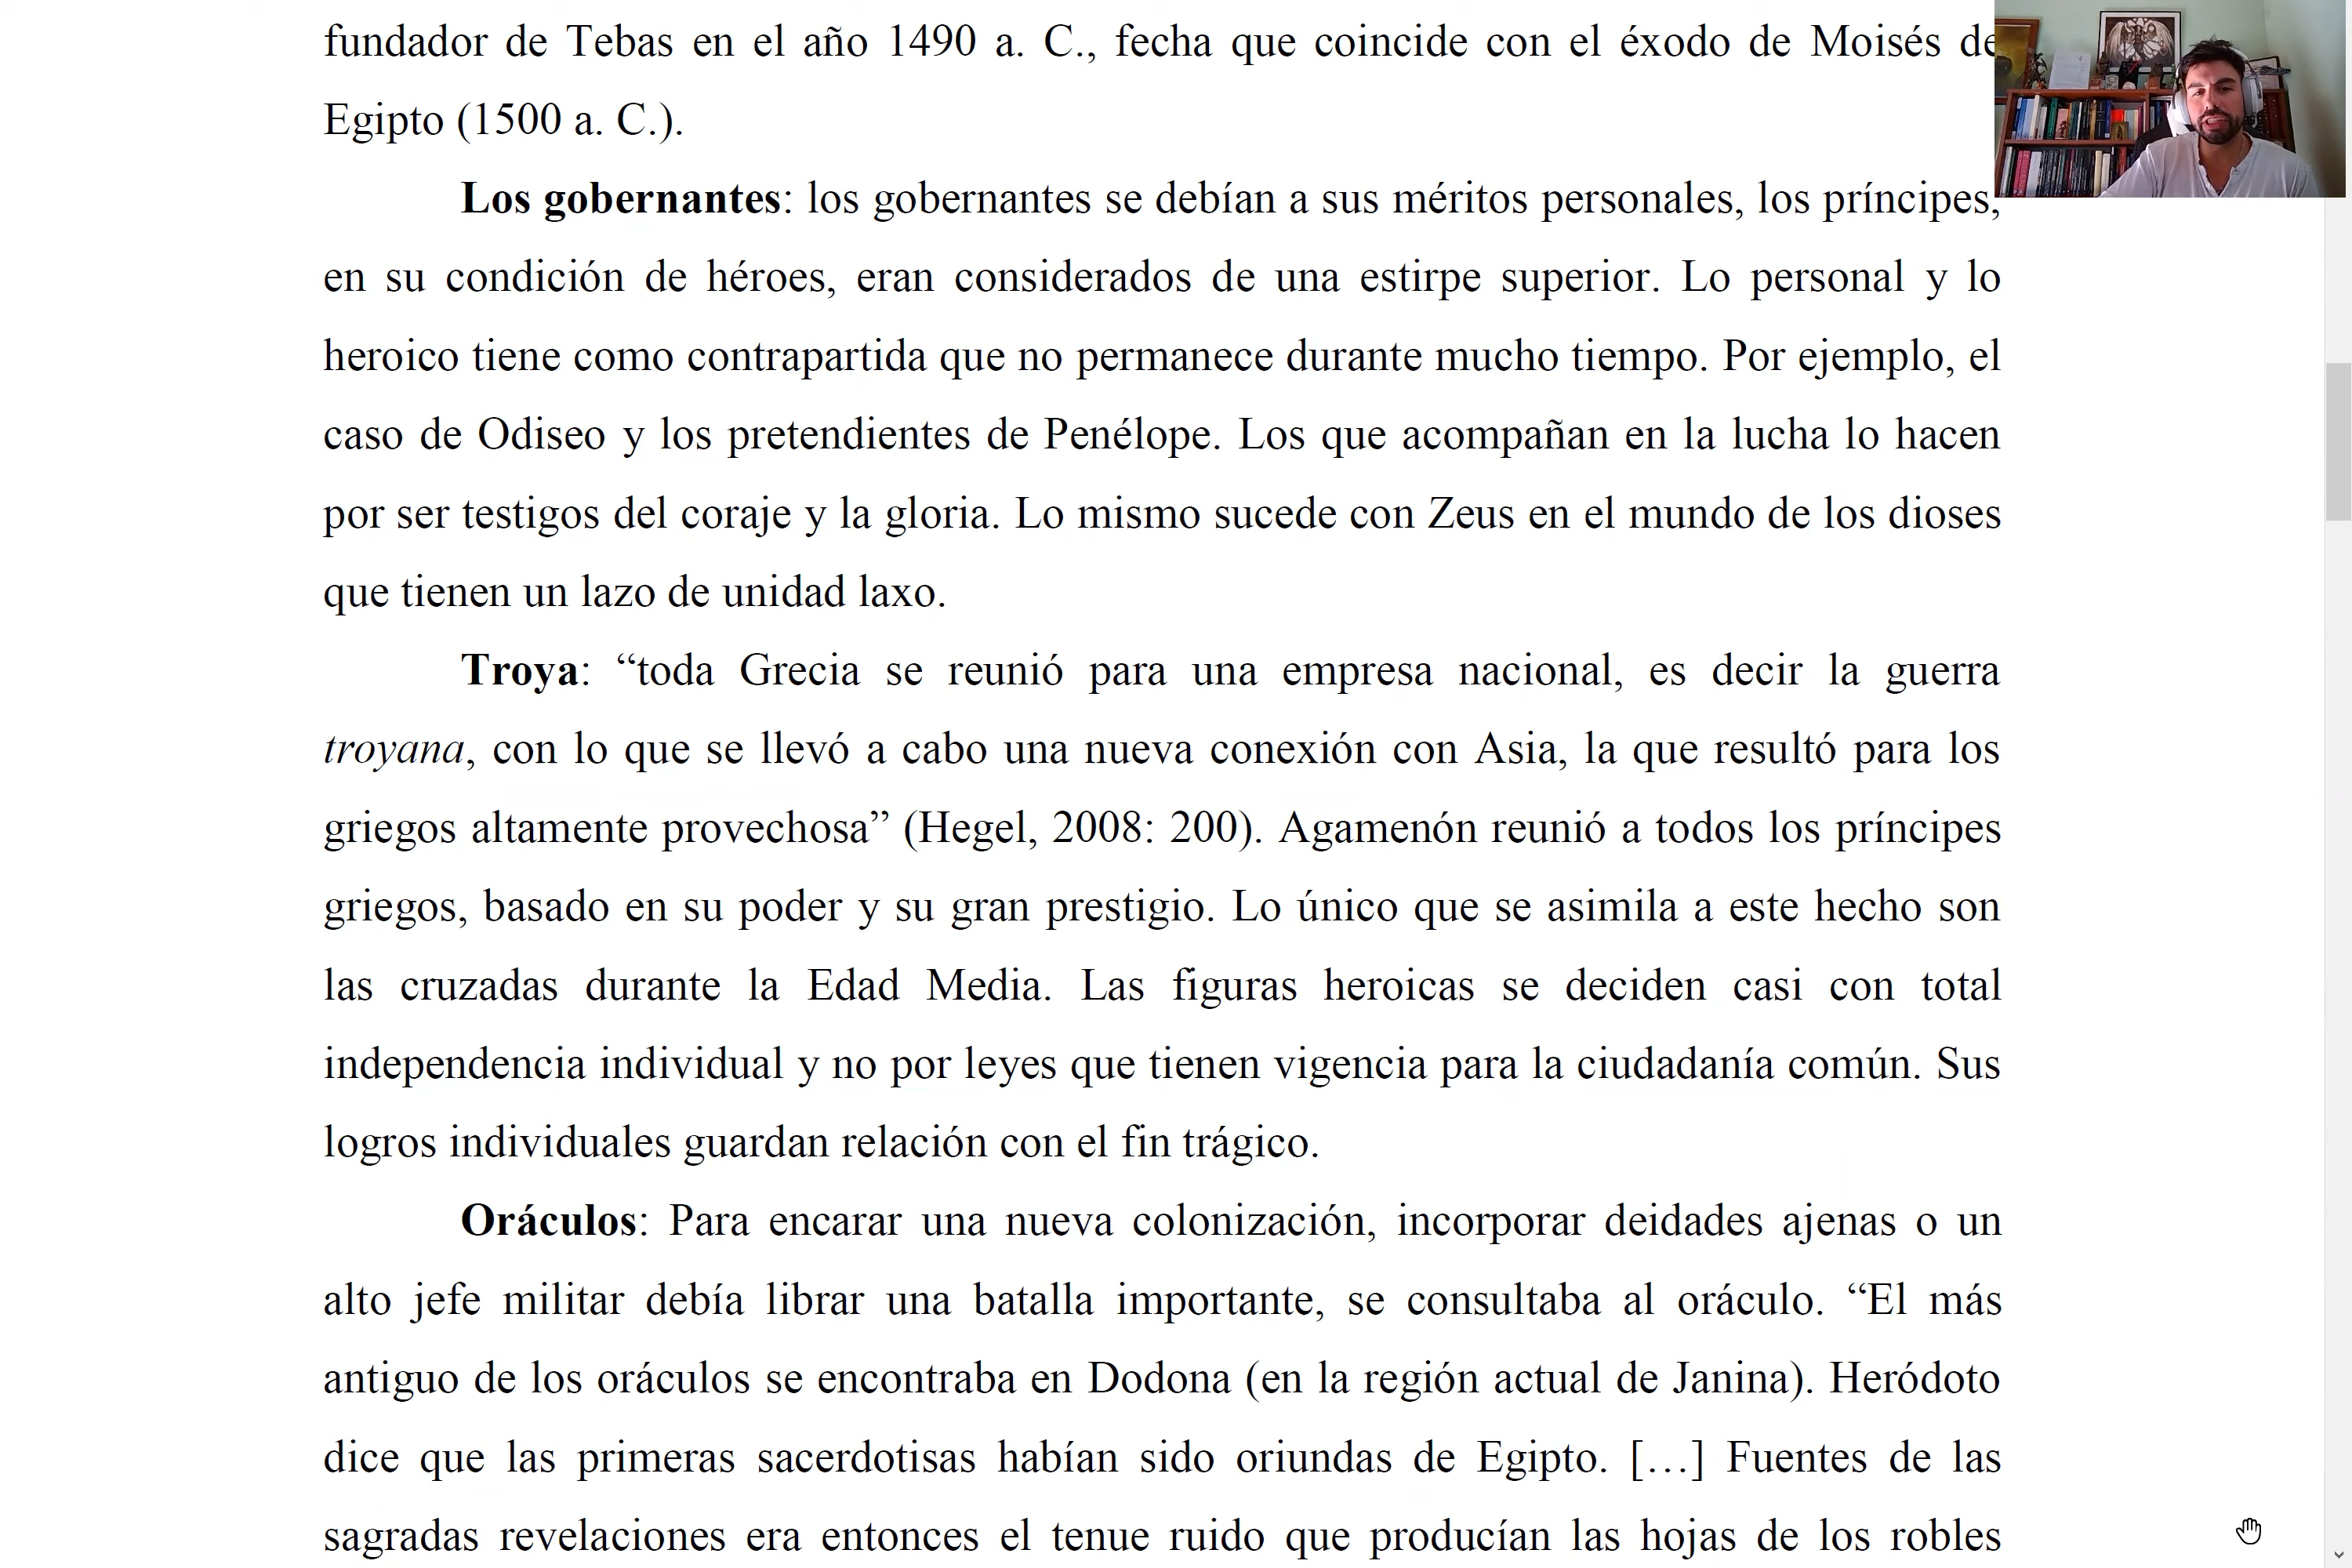 fundador de Tebas en el año 1490 a. C., fecha que coincide con el éxodo de Moisés de
Egipto (1500 a. C.).
Los gobernantes: los gobernantes se debían a sus méritos personales, los príncipes,
en su condición de héroes, eran considerados de una estirpe superior. Lo personal y lo
heroico tiene como contrapartida que no permanece durante mucho tiempo. Por ejemplo, el
caso de Odiseo y los pretendientes de Penélope. Los que acompañan en la lucha lo hacen
por ser testigos del coraje y la gloria. Lo mismo sucede con Zeus en el mundo de los dioses
que tienen un lazo de unidad laxo.
Troya: “toda Grecia se reunió para una empresa nacional, es decir la guerra
troyana, con lo que se llevó a cabo una nueva conexión con Asia, la que resultó para los
griegos altamente provechosa” (Hegel, 2008: 200). Agamenón reunió a todos los príncipes
griegos, basado en su poder y su gran prestigio. Lo único que se asimila a este hecho son
las cruzadas durante la Edad Media. Las figuras heroicas se deciden casi con total
independencia individual y no por leyes que tienen vigencia para la ciudadanía común. Sus
logros individuales guardan relación con el fin trágico.
Oráculos: Para encarar una nueva colonización, incorporar deidades ajenas o un
alto jefe militar debía librar una batalla importante, se consultaba al oráculo. “El más
antiguo de los oráculos se encontraba en Dodona (en la región actual de Janina). Heródoto
dice que las primeras sacerdotisas habían sido oriundas de Egipto. […] Fuentes de las
sagradas revelaciones era entonces el tenue ruido que producían las hojas de los robles